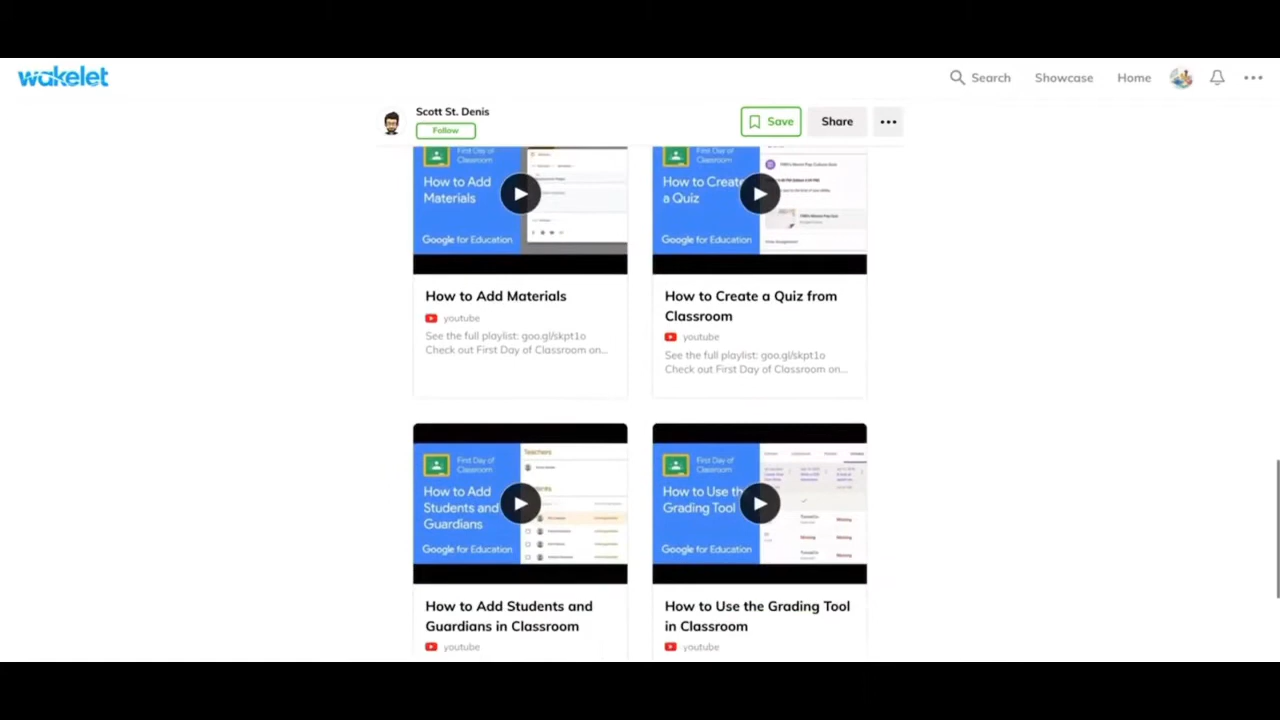 wakelet
Search
Showcase
Home
Scott St. Denis
Follow
Save
Share
First Day of
Classroom
How to Add
Materials
Google for Education
First Day of
Classroom
How to Create
a Quiz
Google for Education
How to Add Materials
youtube
See the full playlist: goo.gl/skpt1o
Check out First Day of Classroom on...
How to Create a Quiz from
Classroom
youtube
See the full playlist: goo.gl/skpt1o
Check out First Day of Classroom on...
First Day of
Classroom
How to Add
Students and
Guardians
Google for Education
Teachers
First Day of
Classroom
How to Use the
Grading Tool
Google for Education
How to Add Students and
Guardians in Classroom
youtube
How to Use the Grading Tool
in Classroom
youtube